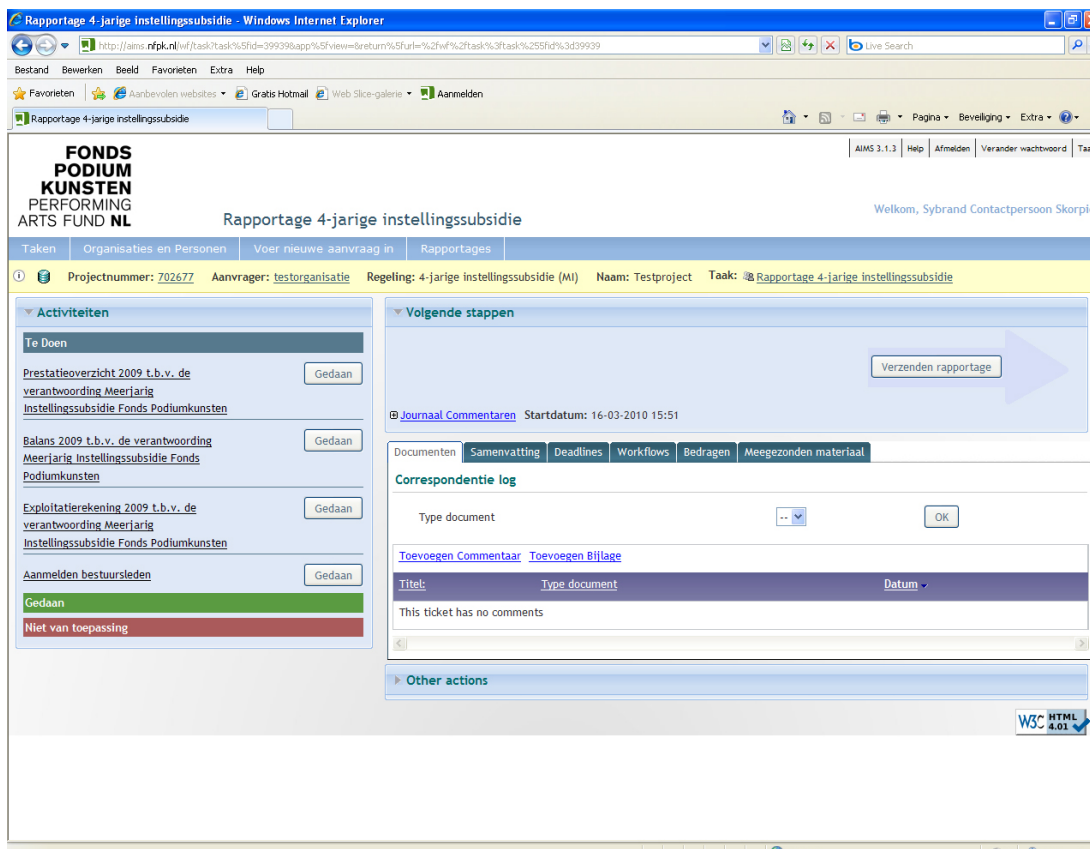 Rapportage 4-jarige instellingssubsidie - Windows Internet Explorer
http://aims.nfpk.nl/wf/task?task%5fid=39939&app%5fview=&return%5furl=%2fwf%2ftask%3ftask%255fid%3d39939
Live Search
Bestand Bewerken Beeld Favorieten Extra Help
Favorieten Aanbevolen websites Gratis Hotmail Web Slice-galerie Aanmelden
Rapportage 4-jarige instellingssubsidie
Pagina Beveiliging Extra
AIMS 3.1.3 Help Afmelden Verander wachtwoord Taa
FONDS
PODIUM
KUNSTEN
PERFORMING
ARTS FUND NL
Rapportage 4-jarige instellingssubsidie
Welkom, Sybrand Contactpersoon Skorpi
Taken Organisaties en Personen Voer nieuwe aanvraag in Rapportages
Projectnummer: 702677 Aanvrager: testorganisatie Regeling: 4-jarige instellingssubsidie (MI) Naam: Testproject Taak: Rapportage 4-jarige instellingssubsidie
Activiteiten
Te Doen
Prestatieoverzicht 2009 t.b.v. de
verantwoording Meerjarig
Instellingssubsidie Fonds Podiumkunsten
Gedaan
Balans 2009 t.b.v. de verantwoording
Meerjarig Instellingssubsidie Fonds
Podiumkunsten
Gedaan
Exploitatierekening 2009 t.b.v. de
verantwoording Meerjarig
Instellingssubsidie Fonds Podiumkunsten
Gedaan
Aanmelden bestuursleden
Gedaan
Gedaan
Niet van toepassing
Volgende stappen
Verzenden rapportage
Journaal Commentaren Startdatum: 16-03-2010 15:51
Documenten Samenvatting Deadlines Workflows Bedragen Meegezonden materiaal
Correspondentie log
Type document -- OK
Toevoegen Commentaar Toevoegen Bijlage
Titel: Type document Datum
This ticket has no comments
Other actions
W3C HTML
4.01